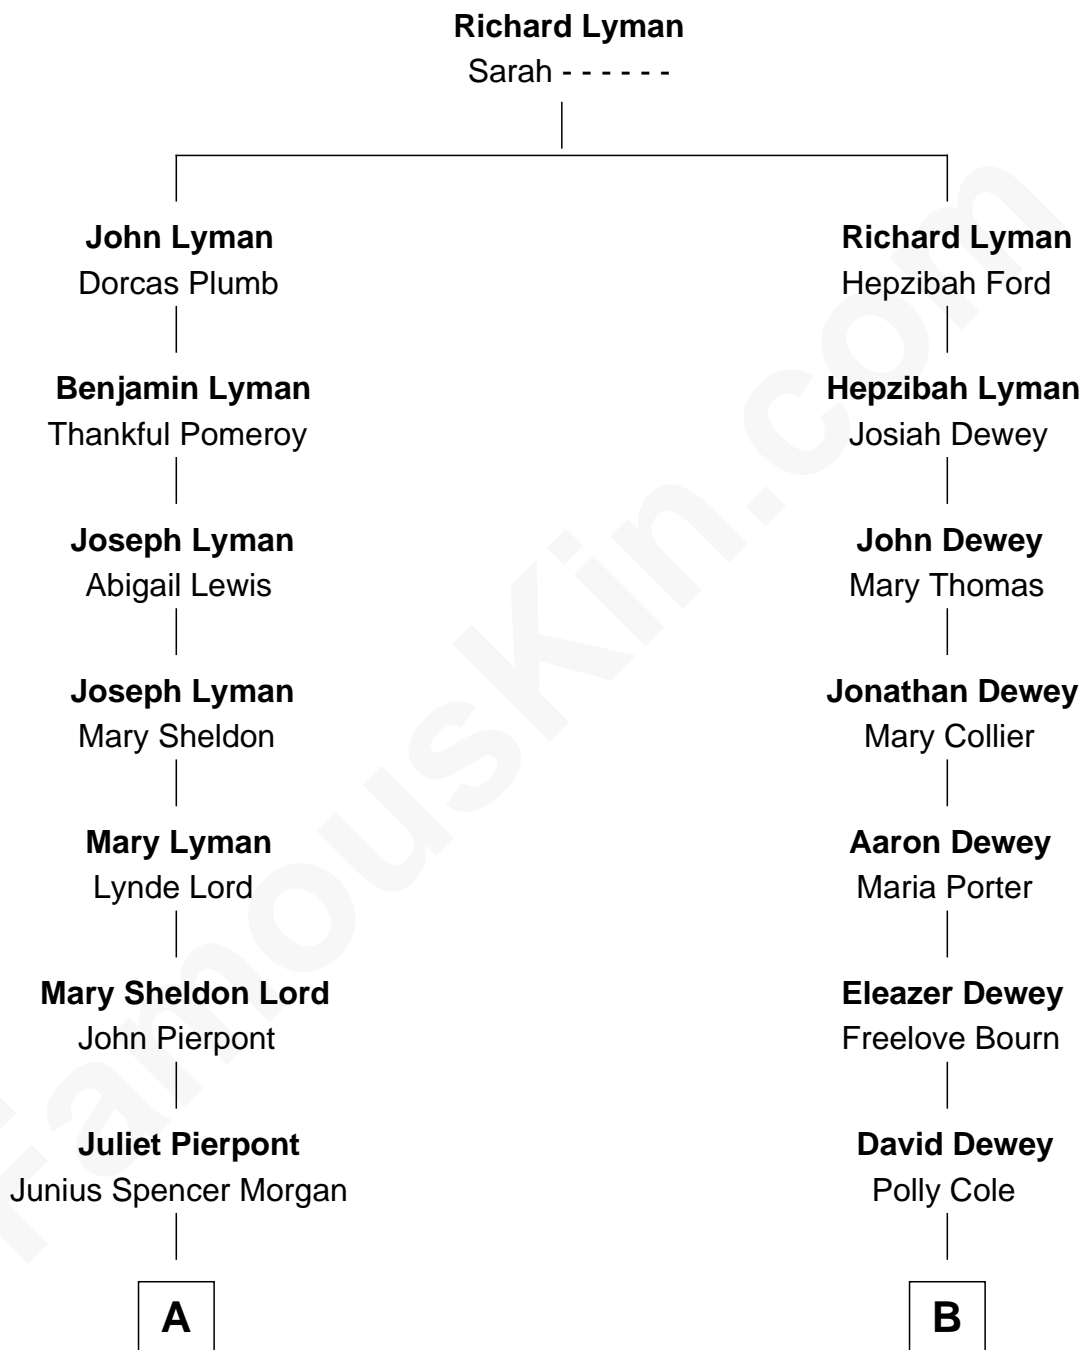 Richard Lyman
Sarah - - - - - -
John Lyman
Dorcas Plumb
Richard Lyman
Hepzibah Ford
Benjamin Lyman
Thankful Pomeroy
Hepzibah Lyman
Josiah Dewey
Joseph Lyman
Abigail Lewis
John Dewey
Mary Thomas
Joseph Lyman
Mary Sheldon
Jonathan Dewey
Mary Collier
Mary Lyman
Lynde Lord
Aaron Dewey
Maria Porter
Mary Sheldon Lord
John Pierpont
Eleazer Dewey
Freelove Bourn
Juliet Pierpont
Junius Spencer Morgan
David Dewey
Polly Cole
A
B
FamousKin.com